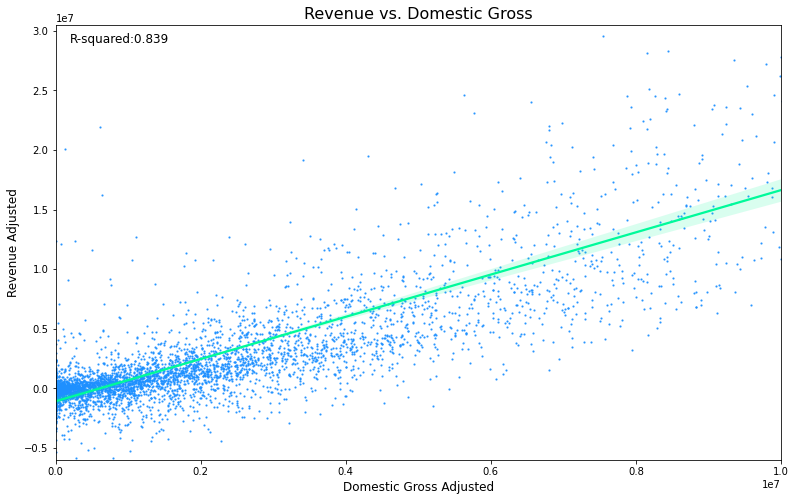 Revenue vs. Domestic Gross
1e7
R-squared:0.839
3.0
2.5
2.0
1.5
1.0
0.5
0.0
−0.5
Revenue Adjusted
0.0 0.2 0.4 0.6 0.8 1.0
1e7
Domestic Gross Adjusted